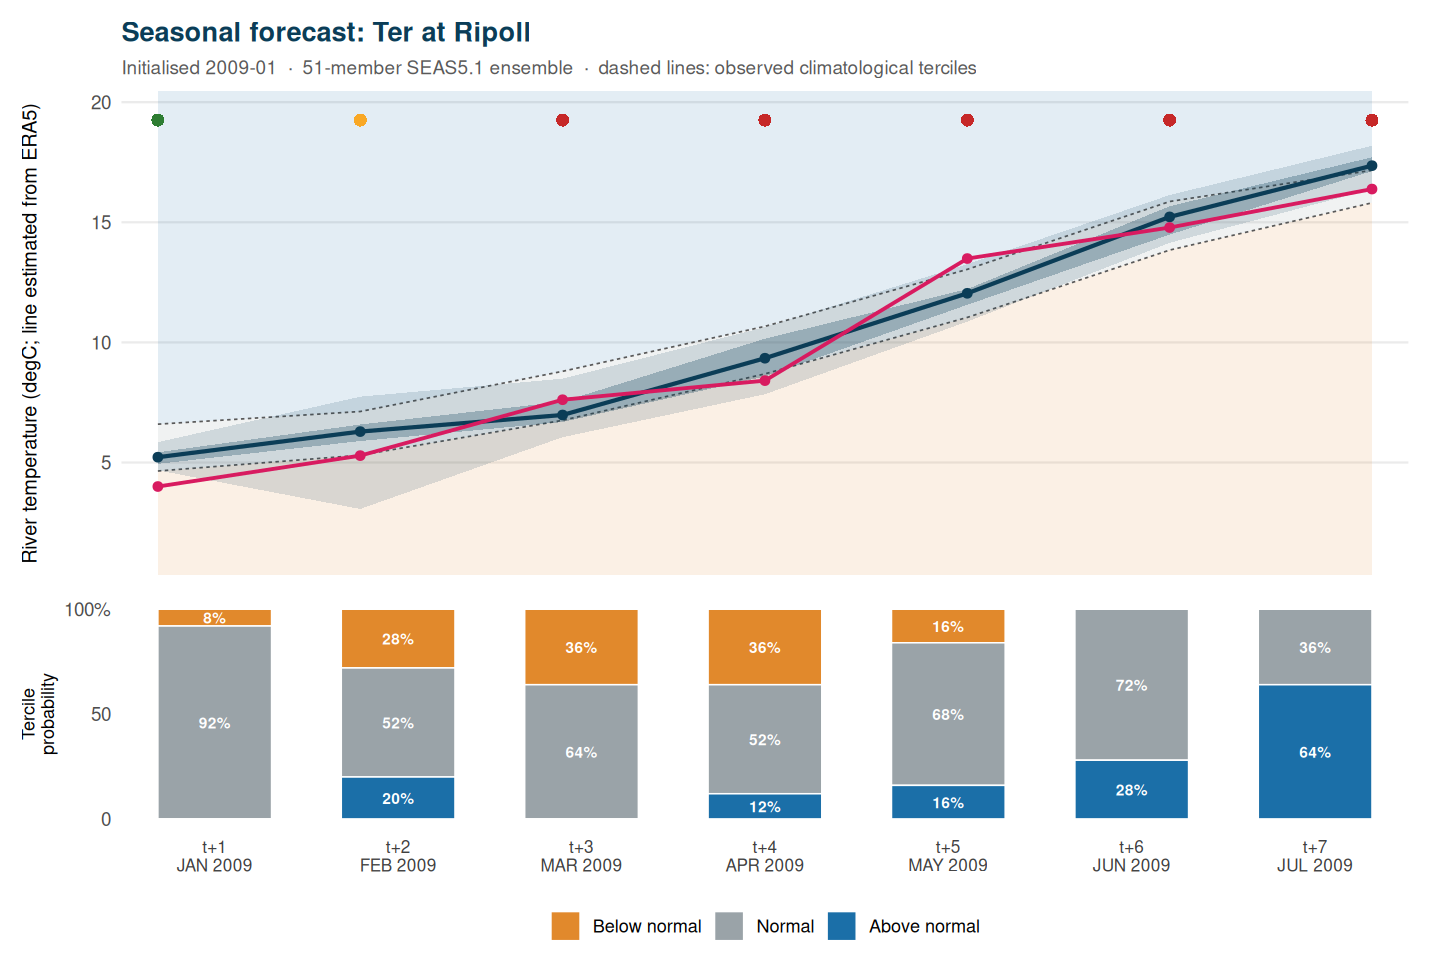 Seasonal forecast: Ter at Ripoll
Initialised 2009-01 · 51-member SEAS5.1 ensemble · dashed lines: observed climatological terciles
River temperature (degC; line estimated from ERA5)
20
15
10
5
Tercile
probability
100%
50
0
8%
92%
28%
52%
20%
36%
64%
36%
52%
12%
16%
68%
16%
72%
28%
36%
64%
t+1
JAN 2009
t+2
FEB 2009
t+3
MAR 2009
t+4
APR 2009
t+5
MAY 2009
t+6
JUN 2009
t+7
JUL 2009
Below normal
Normal
Above normal